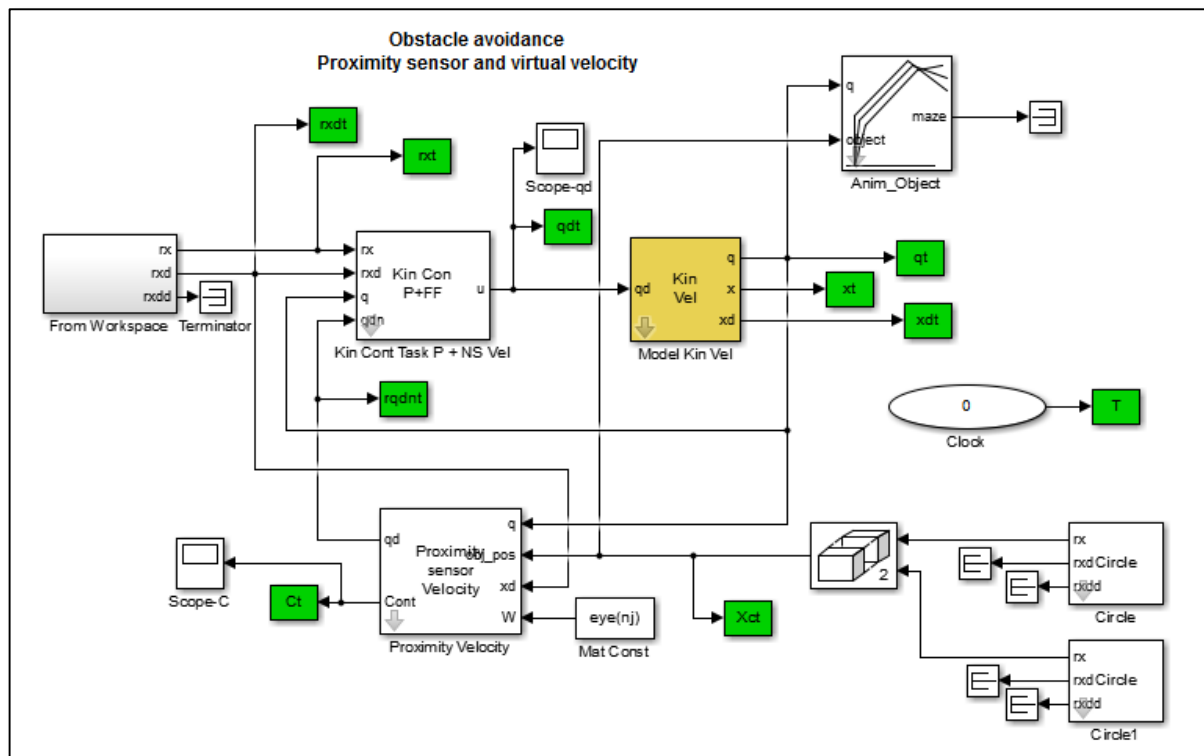 Obstacle avoidance
Proximity sensor and virtual velocity
rxdt
rxt
Scope-qd
qdt
q
object
maze
Anim_Object
rx
rxd
rxdd
From Workspace
Terminator
rx
rxd
q
qdn
Kin Con
P+FF
u
Kin Cont Task P + NS Vel
qd
Kin
Vel
q
x
xd
Model Kin Vel
qt
xt
xdt
rqdnt
0
Clock
T
Scope-C
Ct
qd
Cont
Proximity
sensor
Velocity
q
obj_pos
xd
W
Proximity Velocity
eye(nj)
Mat Const
Xct
2
rx
rxd
rxdd
Circle
Circle
rx
rxd
rxdd
Circle
Circle1